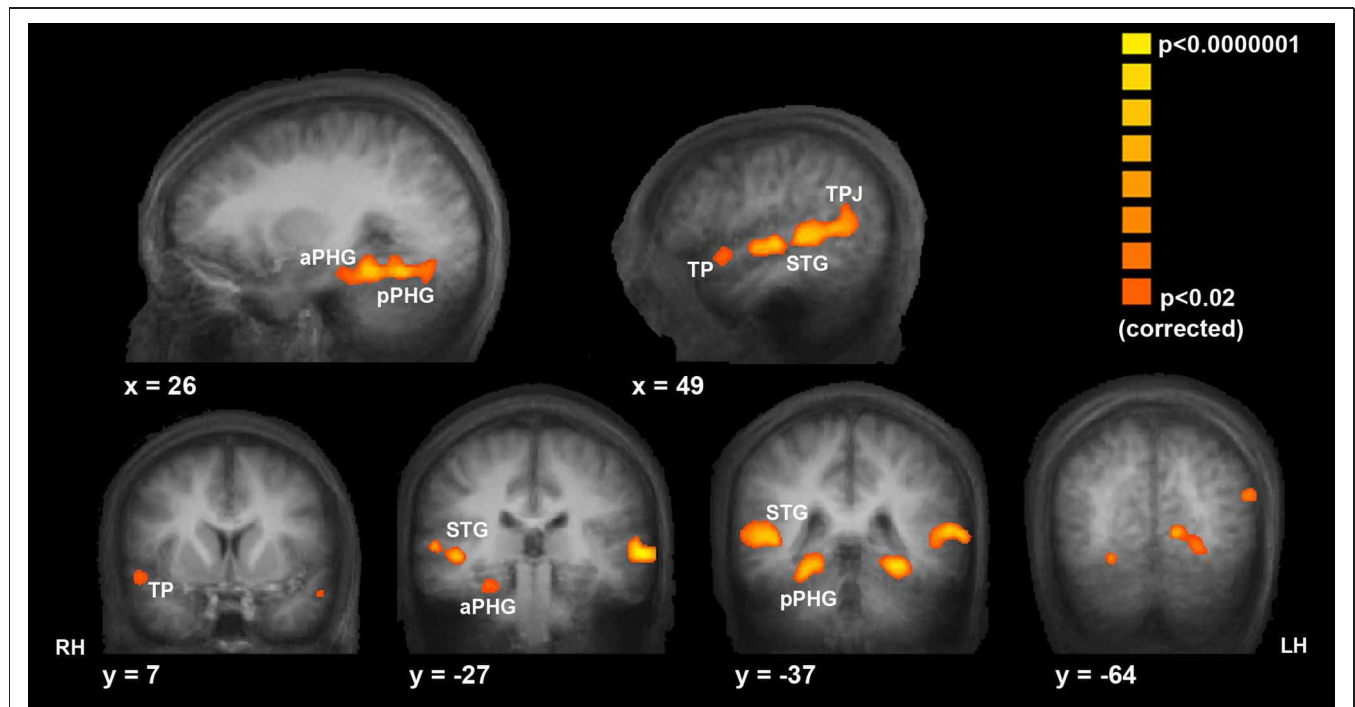 p<0.0000001
TPJ
aPHG
TP
STG
pPHG
p<0.02
(corrected)
x = 26
x = 49
STG
STG
TP
aPHG
pPHG
RH
LH
y = 7
y = -27
y = -37
y = -64